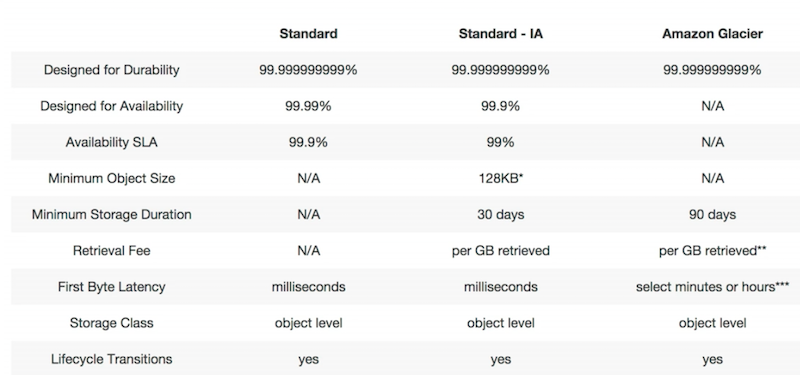 Standard Standard - IA Amazon Glacier
Designed for Durability 99.999999999% 99.999999999% 99.999999999%
Designed for Availability 99.99% 99.9% N/A
Availability SLA 99.9% 99% N/A
Minimum Object Size N/A 128KB* N/A
Minimum Storage Duration N/A 30 days 90 days
Retrieval Fee N/A per GB retrieved per GB retrieved**
First Byte Latency milliseconds milliseconds select minutes or hours***
Storage Class object level object level object level
Lifecycle Transitions yes yes yes